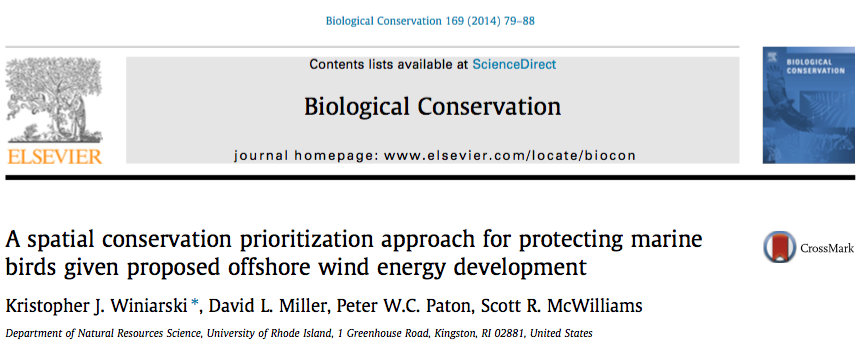 Biological Conservation 169 (2014) 79–88
Contents lists available at ScienceDirect
Biological Conservation
journal homepage: www.elsevier.com/locate/biocon
ELSEVIER
BIOLOGICAL
CONSERVATION
A spatial conservation prioritization approach for protecting marine
birds given proposed offshore wind energy development
CrossMark
Kristopher J. Winiarski *, David L. Miller, Peter W.C. Paton, Scott R. McWilliams
Department of Natural Resources Science, University of Rhode Island, 1 Greenhouse Road, Kingston, RI 02881, United States